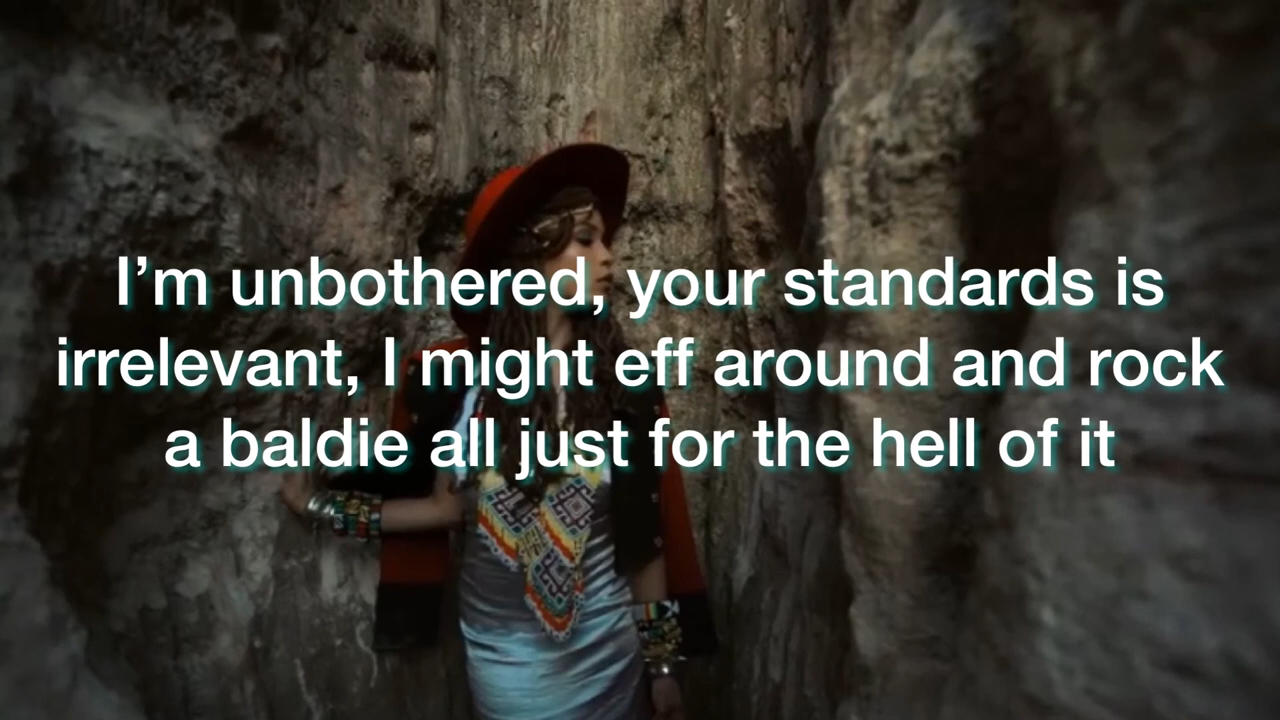 I’m unbothered, your standards is
irrelevant, I might eff around and rock
a baldie all just for the hell of it